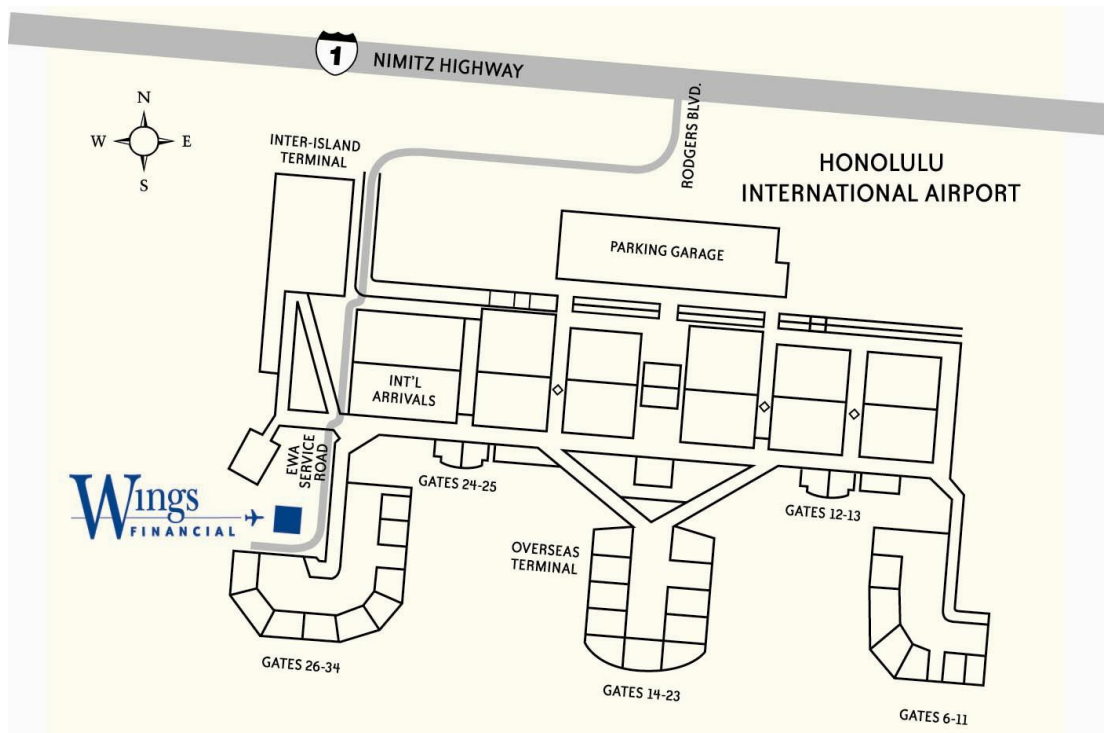 1
NIMITZ HIGHWAY
RODGERS BLVD.
N
W
E
S
INTER-ISLAND
TERMINAL
HONOLULU
INTERNATIONAL AIRPORT
PARKING GARAGE
INT'L
ARRIVALS
EWA
SERVICE
ROAD
GATES 24-25
Wings
FINANCIAL
GATES 12-13
OVERSEAS
TERMINAL
GATES 26-34
GATES 14-23
GATES 6-11